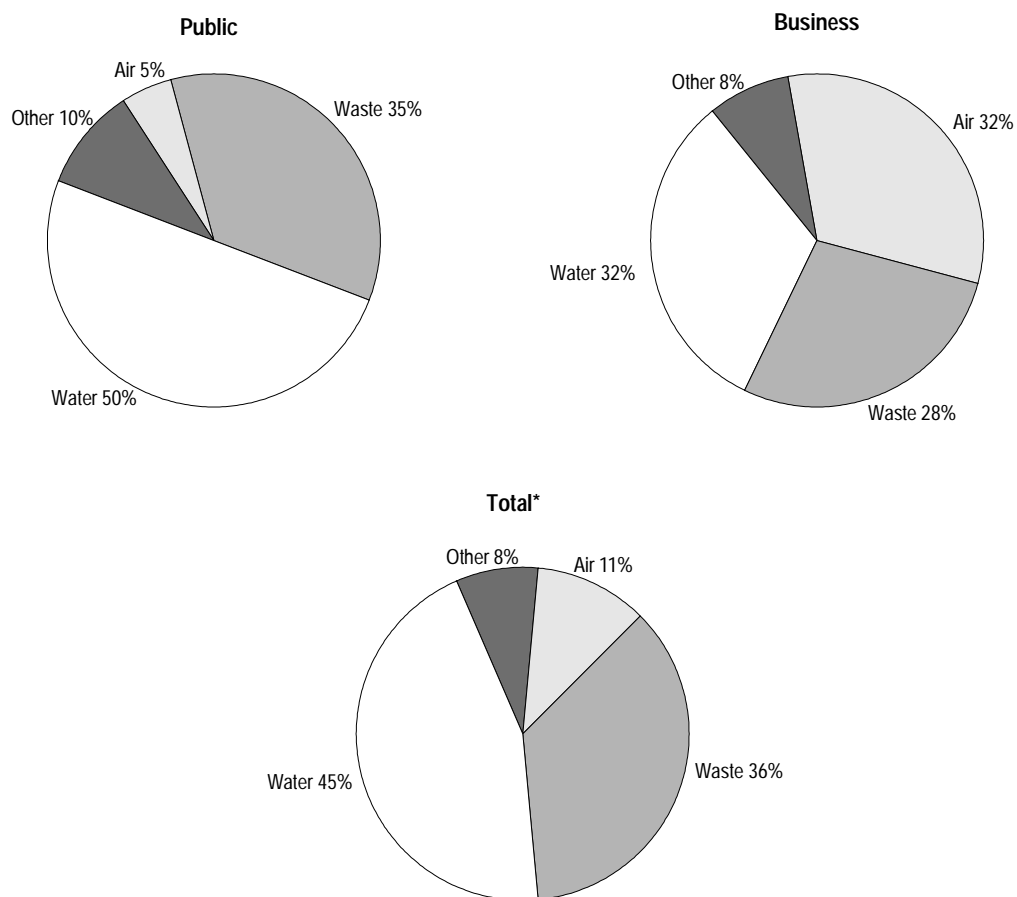 Public
Air 5%
Waste 35%
Other 10%
Water 50%
Business
Other 8%
Air 32%
Water 32%
Waste 28%
Total*
Other 8%
Air 11%
Water 45%
Waste 36%